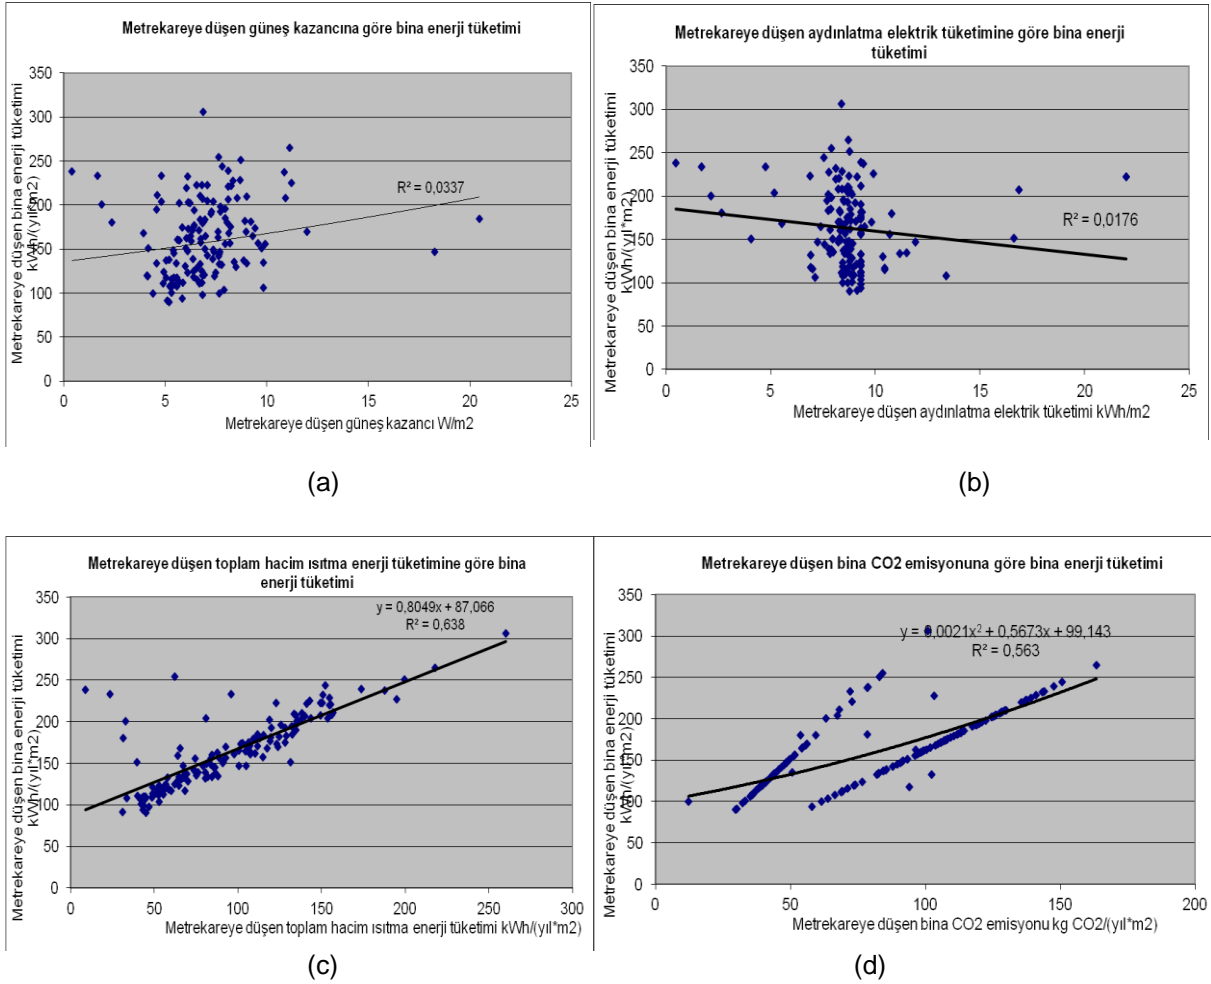 Metrekareye düşen güneş kazancına göre bina enerji tüketimi
Metrekareye düşen bina enerji tüketimi
kWh/(yıl*m2)
350
300
250
200
150
100
50
0
R² = 0,0337
0 5 10 15 20 25
Metrekareye düşen güneş kazancı W/m2
(a)
Metrekareye düşen aydınlatma elektrik tüketimine göre bina enerji
tüketimi
Metrekareye düşen bina enerji tüketimi
kWh/(yıl*m2)
350
300
250
200
150
100
50
0
R² = 0,0176
0 5 10 15 20 25
Metrekareye düşen aydınlatma elektrik tüketimi kWh/m2
(b)
Metrekareye düşen toplam hacim ısıtma enerji tüketimine göre bina
enerji tüketimi
Metrekareye düşen bina enerji tüketimi
kWh/(yıl*m2)
350
300
250
200
150
100
50
0
y = 0,8049x + 87,066
R² = 0,638
0 50 100 150 200 250 300
Metrekareye düşen toplam hacim ısıtma enerji tüketimi kWh/(yıl*m2)
(c)
Metrekareye düşen bina CO2 emisyonuna göre bina enerji tüketimi
Metrekareye düşen bina enerji tüketimi
kWh/(yıl*m2)
350
300
250
200
150
100
50
0
y = 0,0021x² + 0,5673x + 99,143
R² = 0,563
0 50 100 150 200
Metrekareye düşen bina CO2 emisyonu kg CO2/(yıl*m2)
(d)